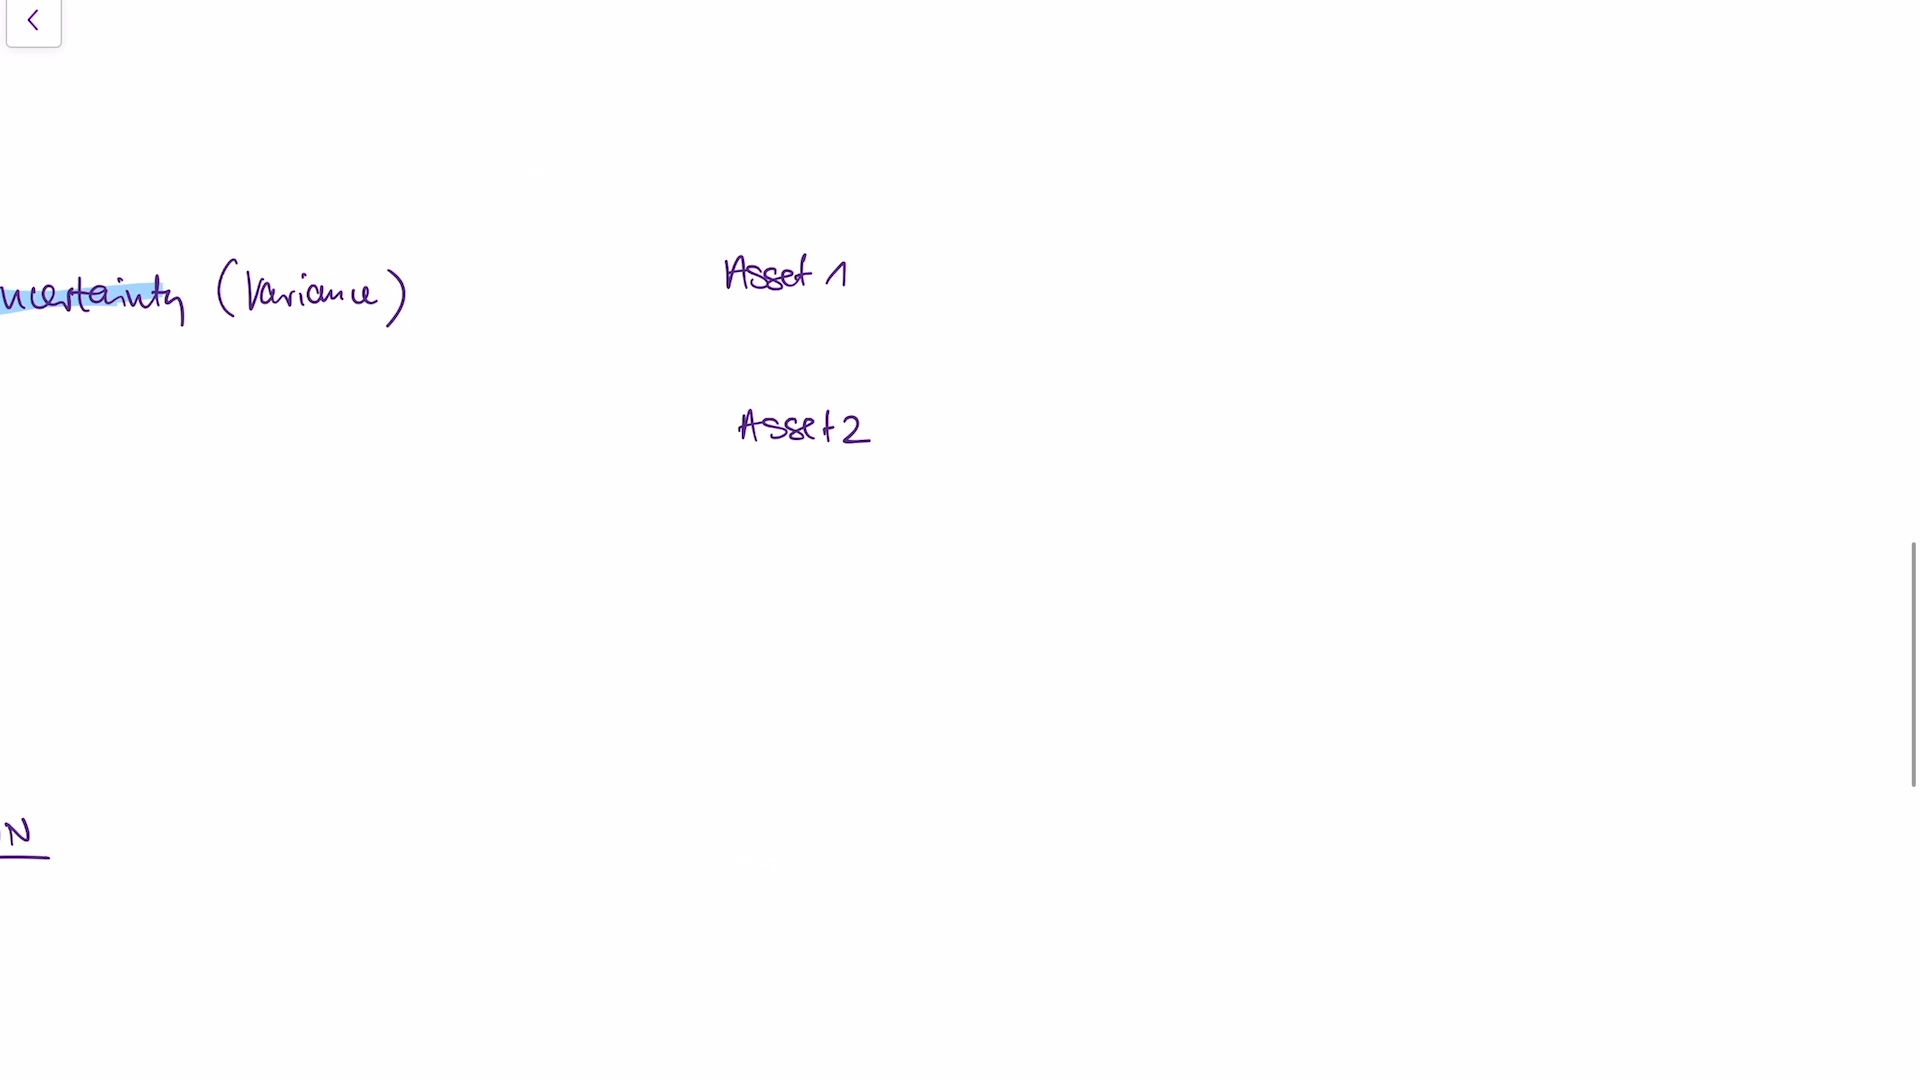 ncertainty (Variance)
Asset 1
Asset 2
N